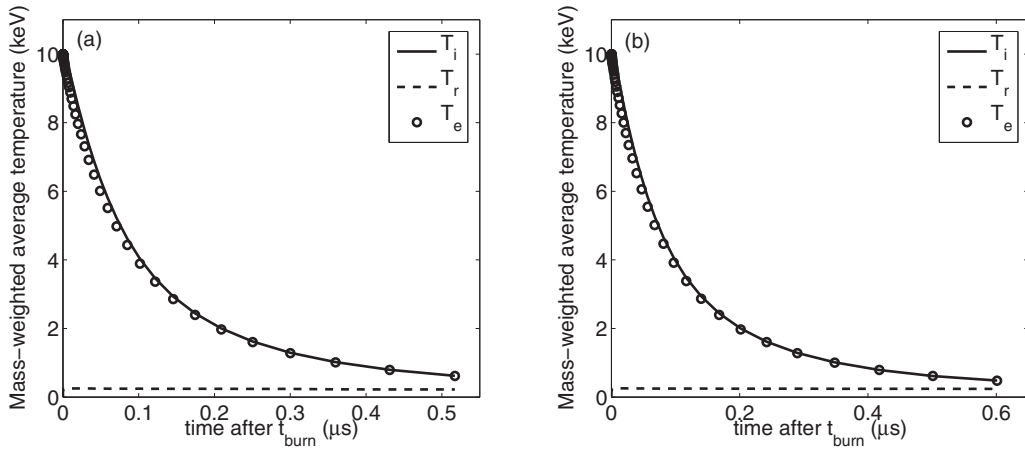 (a)
T_i
T_r
T_e
Mass−weighted average temperature (keV)
10
8
6
4
2
0
0 0.1 0.2 0.3 0.4 0.5
time after t_burn (μs)
(b)
T_i
T_r
T_e
Mass−weighted average temperature (keV)
10
8
6
4
2
0
0 0.2 0.4 0.6
time after t_burn (μs)